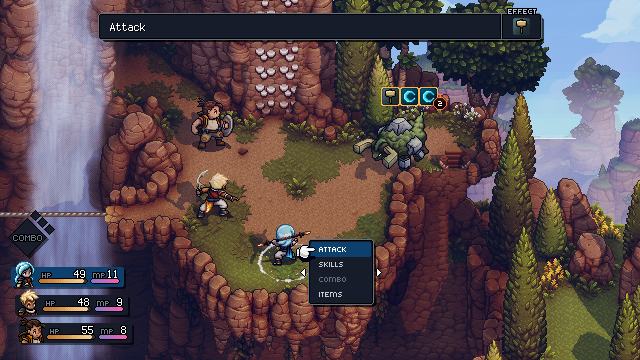 EFFECT
Attack
2
COMBO
ATTACK
SKILLS
COMBO
ITEMS
HP 49 MP 11
HP 48 MP 9
HP 55 MP 8